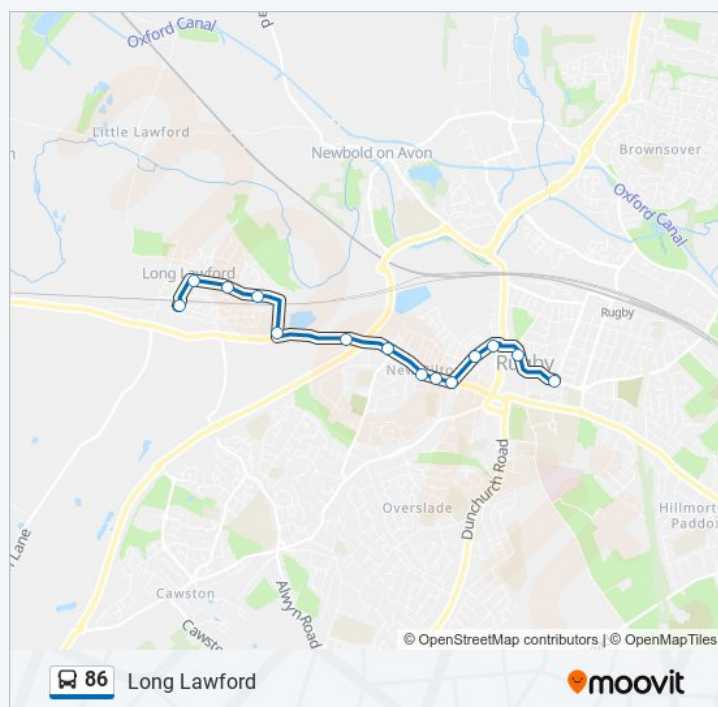 Oxford Canal
Little Lawford
Newbold on Avon
Brownsover
Oxford Canal
Long Lawford
Rugby
Rugby
Overslade
Dunchurch Road
Hillmorton
Paddox
Cawston
Alwyn Road
Lane
© OpenStreetMap contributors | © OpenMapTiles
86 Long Lawford
moovit